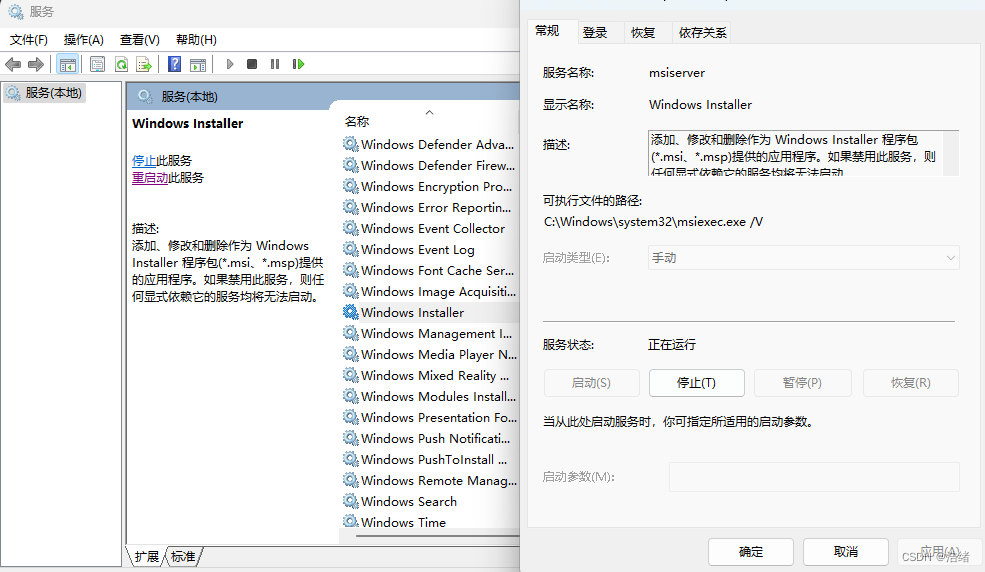 服务
文件(F) 操作(A) 查看(V) 帮助(H)
服务(本地)
服务(本地)
Windows Installer
停止此服务
重启动此服务
描述:
添加、修改和删除作为 Windows
Installer 程序包(*.msi、*.msp)提供
的应用程序。如果禁用此服务，则任
何显式依赖它的服务均将无法启动。
名称
Windows Defender Adva...
Windows Defender Firew...
Windows Encryption Pro...
Windows Error Reportin...
Windows Event Collector
Windows Event Log
Windows Font Cache Ser...
Windows Image Acquisiti...
Windows Installer
Windows Management I...
Windows Media Player N...
Windows Mixed Reality ...
Windows Modules Install...
Windows Presentation Fo...
Windows Push Notificati...
Windows PushToInstall ...
Windows Remote Manag...
Windows Search
Windows Time
扩展 标准
常规 登录 恢复 依存关系
服务名称: msiserver
显示名称: Windows Installer
描述:
添加、修改和删除作为 Windows Installer 程序包
(*.msi、*.msp)提供的应用程序。如果禁用此服务，则
任何显式依赖它的服务均将无法启动
可执行文件的路径:
C:\Windows\system32\msiexec.exe /V
启动类型(E): 手动
服务状态: 正在运行
启动(S) 停止(T) 暂停(P) 恢复(R)
当从此处启动服务时，你可指定所适用的启动参数。
启动参数(M):
确定 取消 应用(A)
CSDN @浩绪